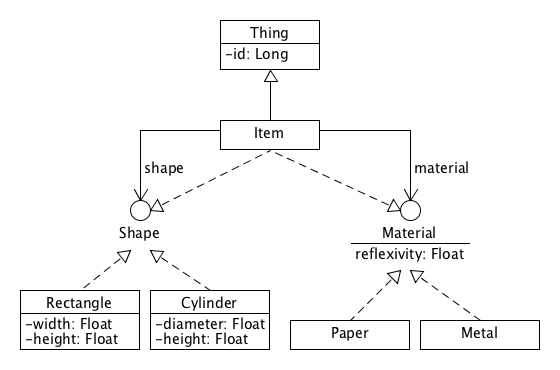 Thing
-id: Long
Item
shape
material
Shape
Material
reflexivity: Float
Rectangle
-width: Float
-height: Float
Cylinder
-diameter: Float
-height: Float
Paper
Metal